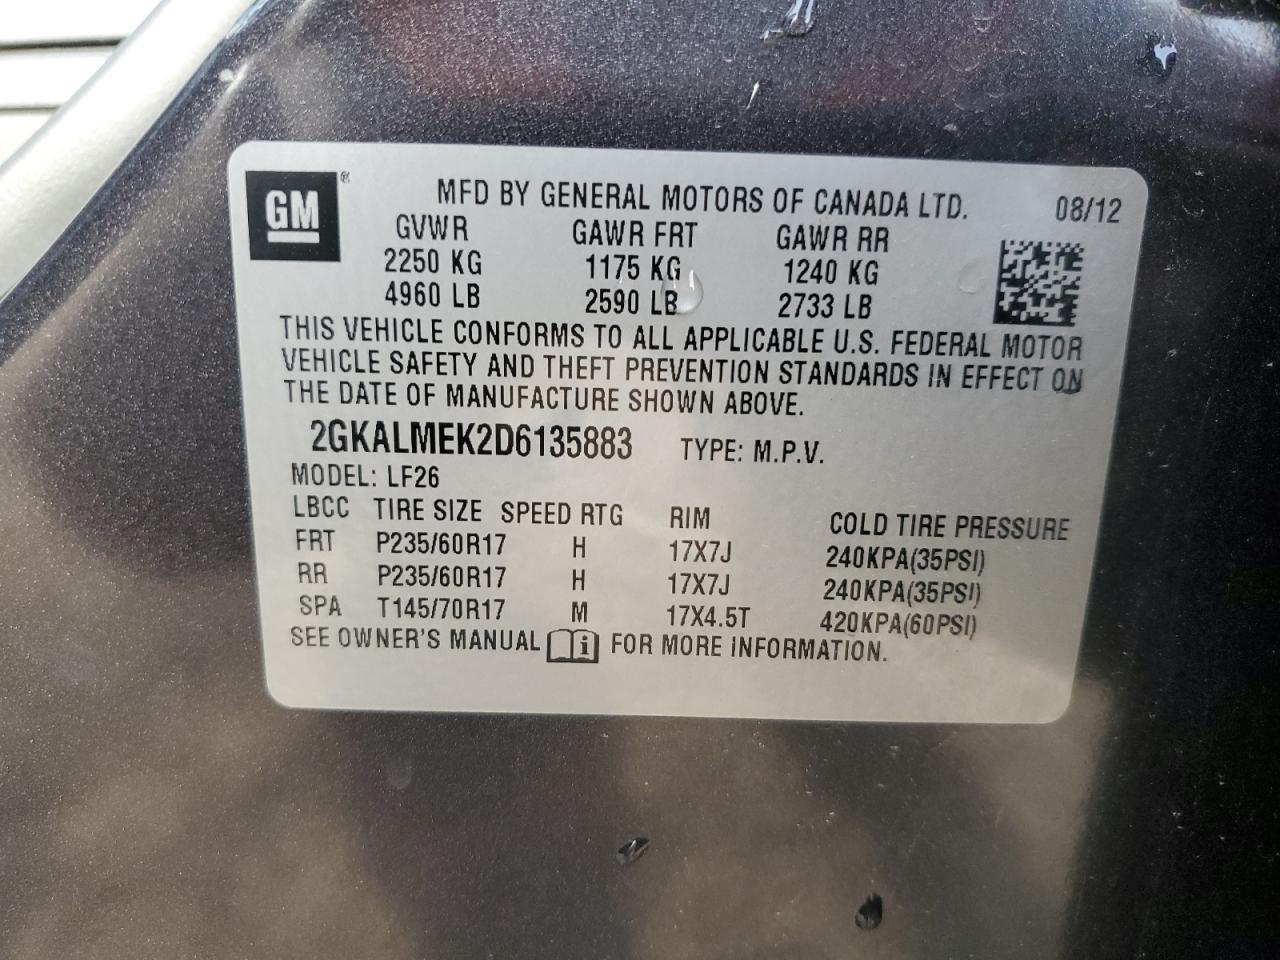 GM ® MFD BY GENERAL MOTORS OF CANADA LTD. 08/12
GVWR GAWR FRT GAWR RR
2250 KG 1175 KG 1240 KG
4960 LB 2590 LB 2733 LB
THIS VEHICLE CONFORMS TO ALL APPLICABLE U.S. FEDERAL MOTOR
VEHICLE SAFETY AND THEFT PREVENTION STANDARDS IN EFFECT ON
THE DATE OF MANUFACTURE SHOWN ABOVE.
2GKALMEK2D6135883 TYPE: M.P.V.
MODEL: LF26
LBCC TIRE SIZE SPEED RTG RIM COLD TIRE PRESSURE
FRT P235/60R17 H 17X7J 240KPA(35PSI)
RR P235/60R17 H 17X7J 240KPA(35PSI)
SPA T145/70R17 M 17X4.5T 420KPA(60PSI)
SEE OWNER'S MANUAL i FOR MORE INFORMATION.